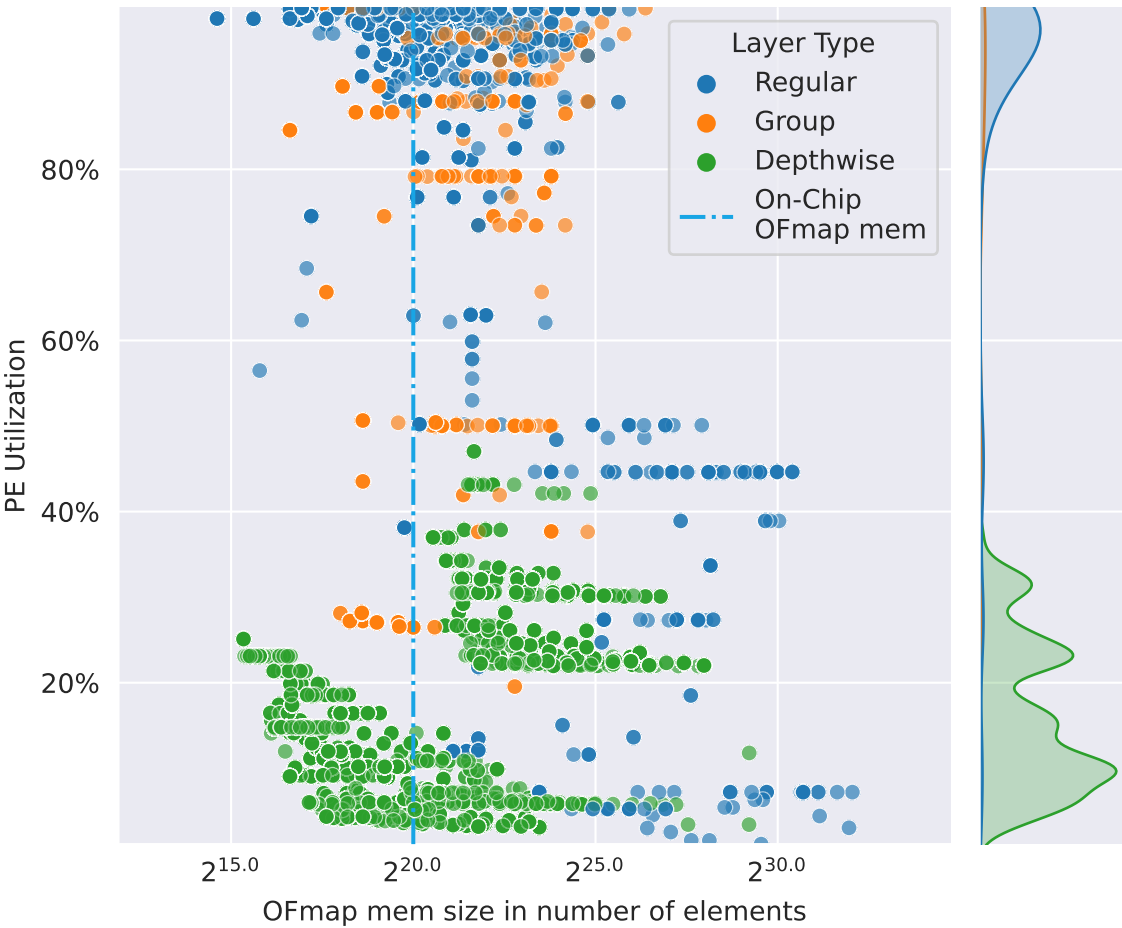 Layer Type
Regular
Group
Depthwise
On-Chip
OFmap mem
80%
60%
40%
20%
PE Utilization
2^15.0 2^20.0 2^25.0 2^30.0
OFmap mem size in number of elements